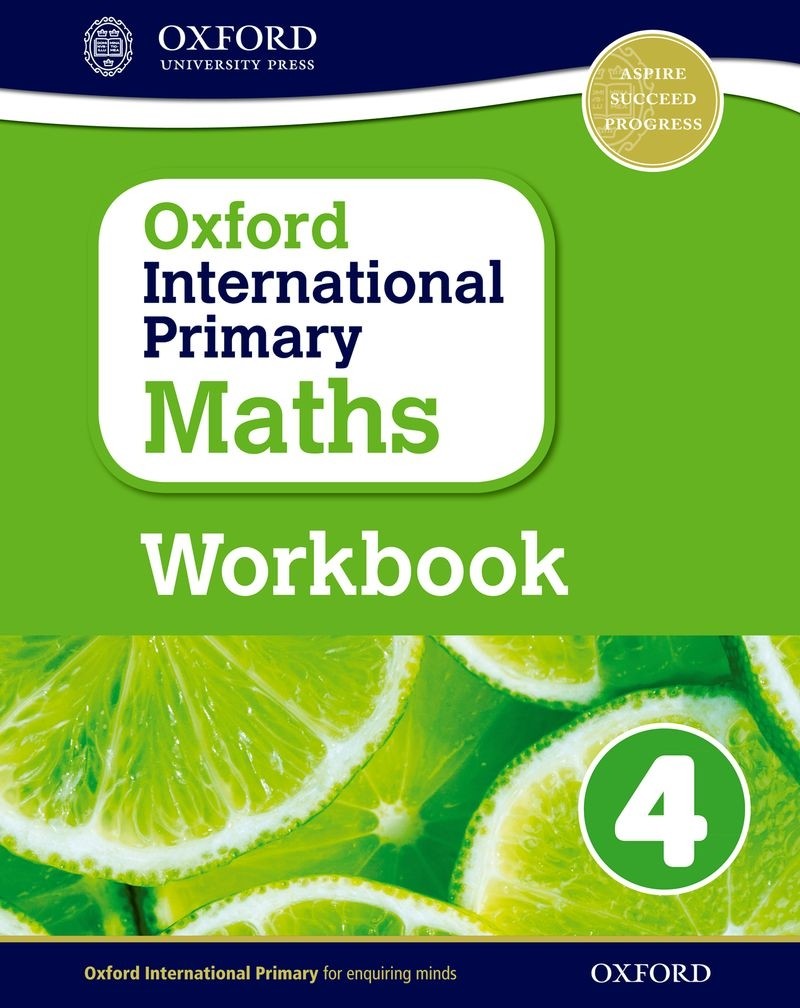 OXFORD
UNIVERSITY PRESS
ASPIRE
SUCCEED
PROGRESS
Oxford
International
Primary
Maths
Workbook
4
Oxford International Primary for enquiring minds
OXFORD